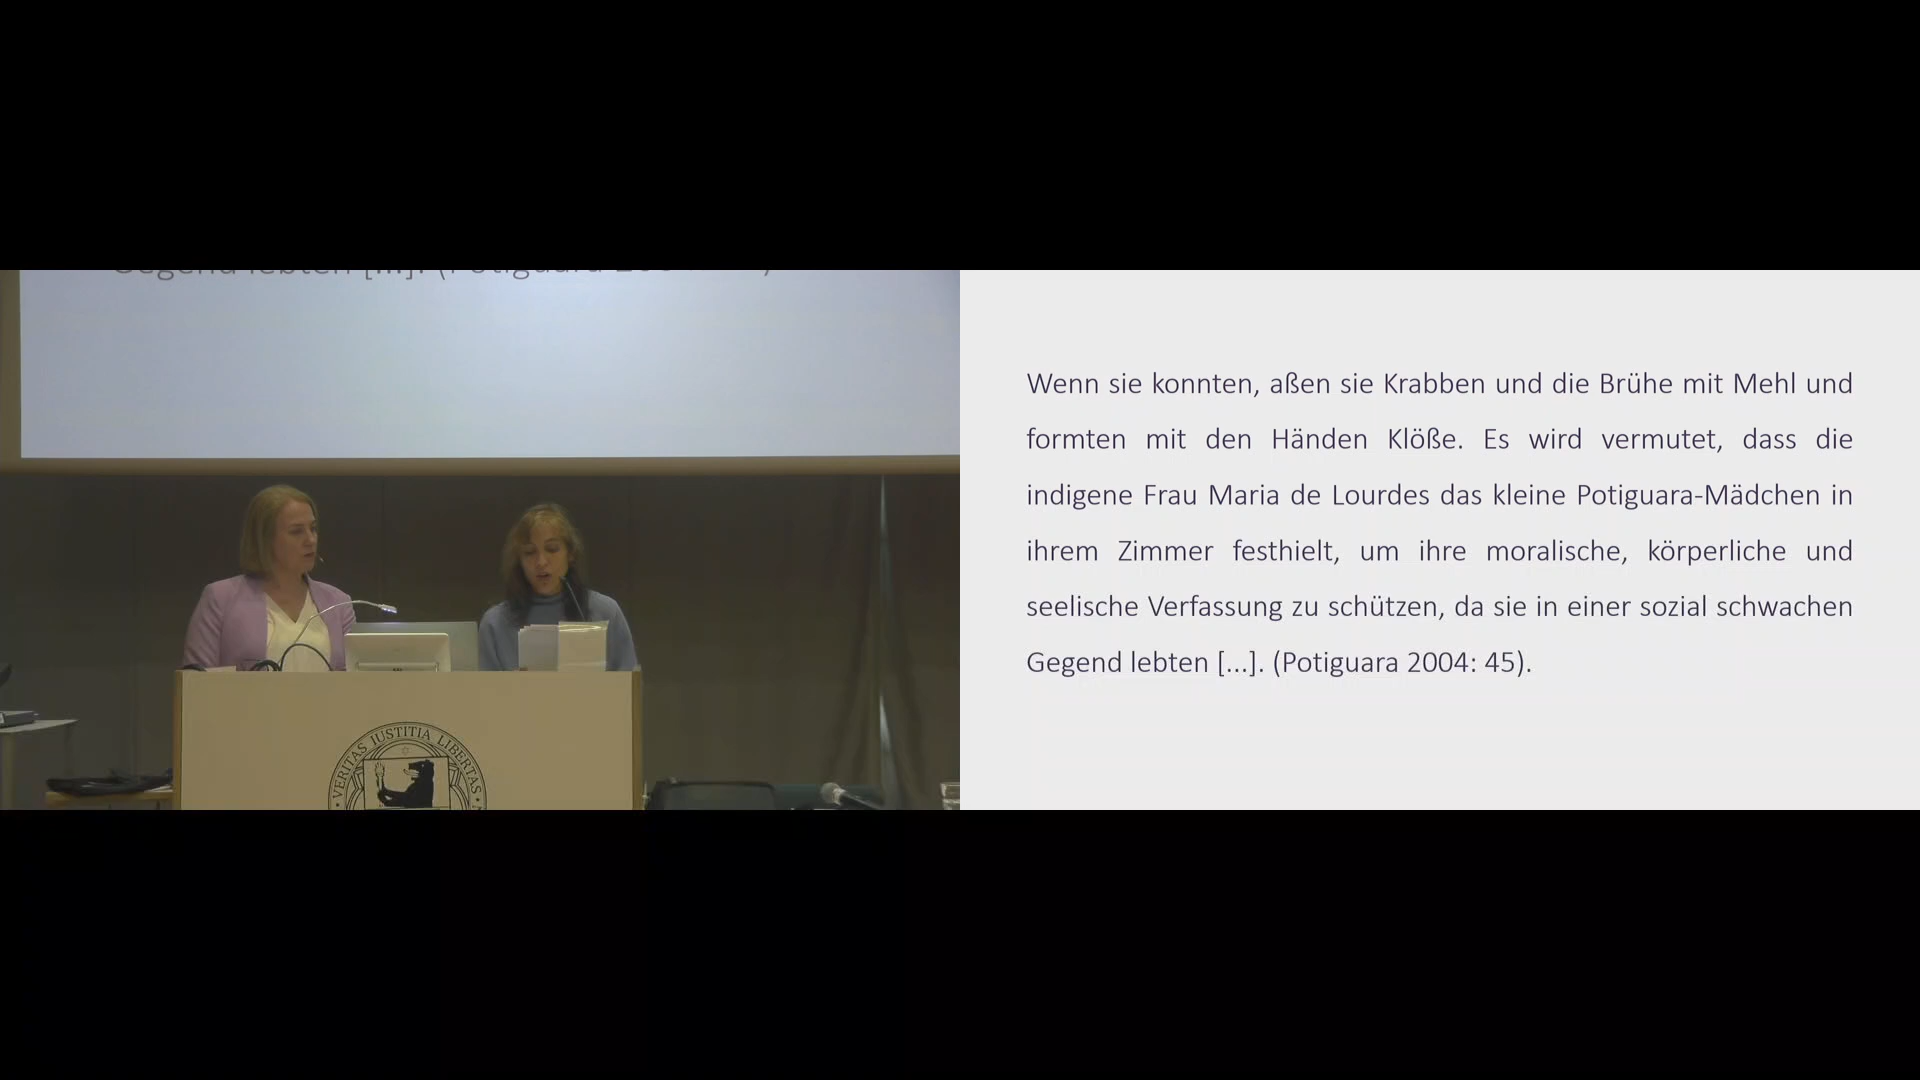 Gegend lebten [...]. (Potiguara
Wenn sie konnten, aßen sie Krabben und die Brühe mit Mehl und
formten mit den Händen Klöße. Es wird vermutet, dass die
indigene Frau Maria de Lourdes das kleine Potiguara-Mädchen in
ihrem Zimmer festhielt, um ihre moralische, körperliche und
seelische Verfassung zu schützen, da sie in einer sozial schwachen
Gegend lebten [...]. (Potiguara 2004: 45).
VERITAS IUSTITIA LIBERTAS